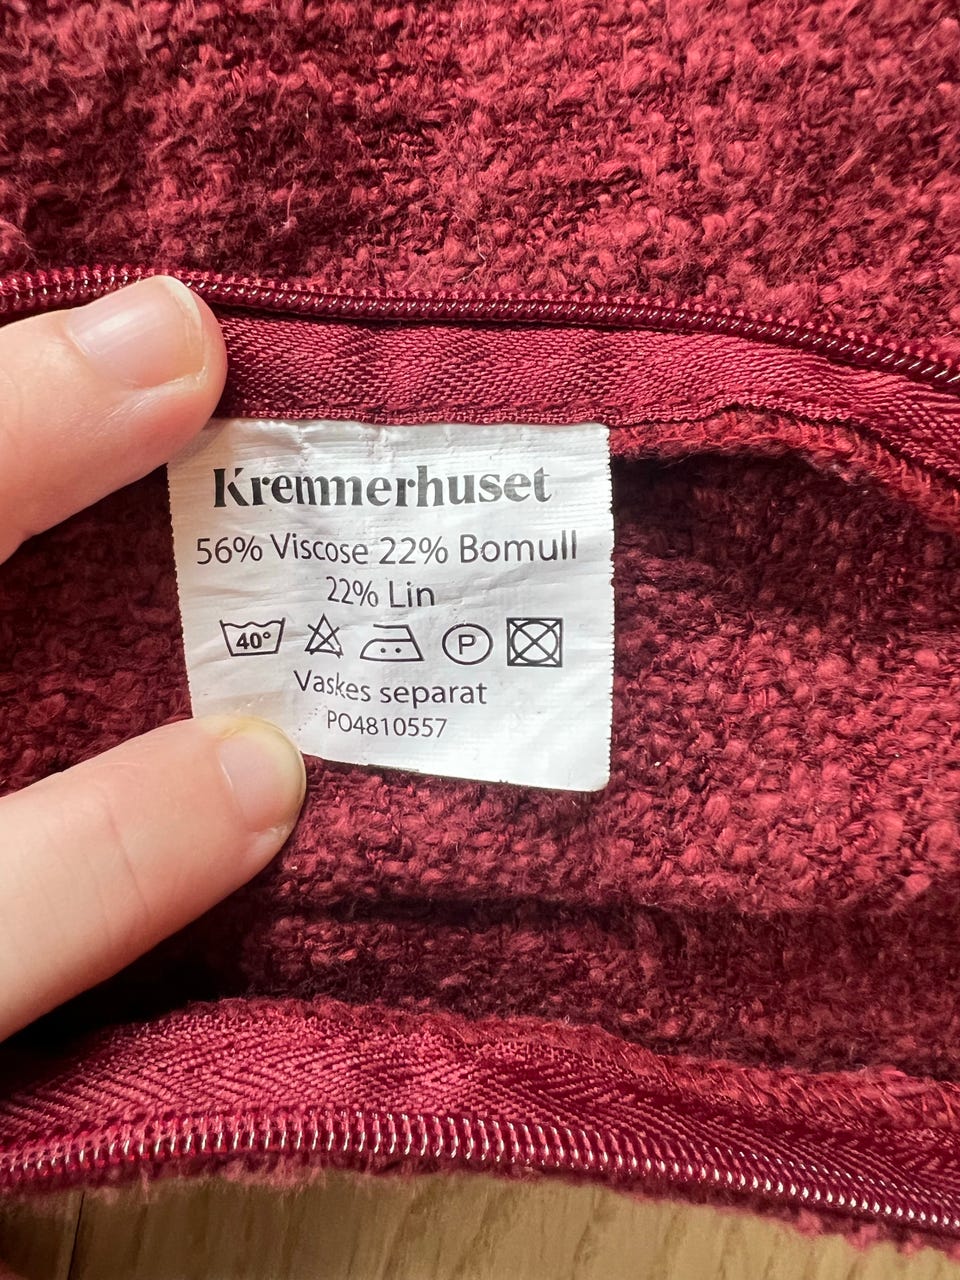 Kremmerhuset
56% Viscose 22% Bomull
22% Lin
40° P
Vaskes separat
PO4810557